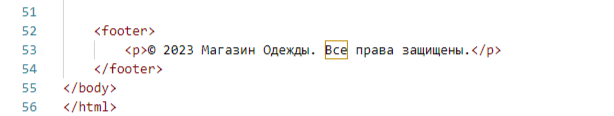 51
52 <footer>
53 <p>© 2023 Магазин Одежды. Все права защищены.</p>
54 </footer>
55 </body>
56 </html>